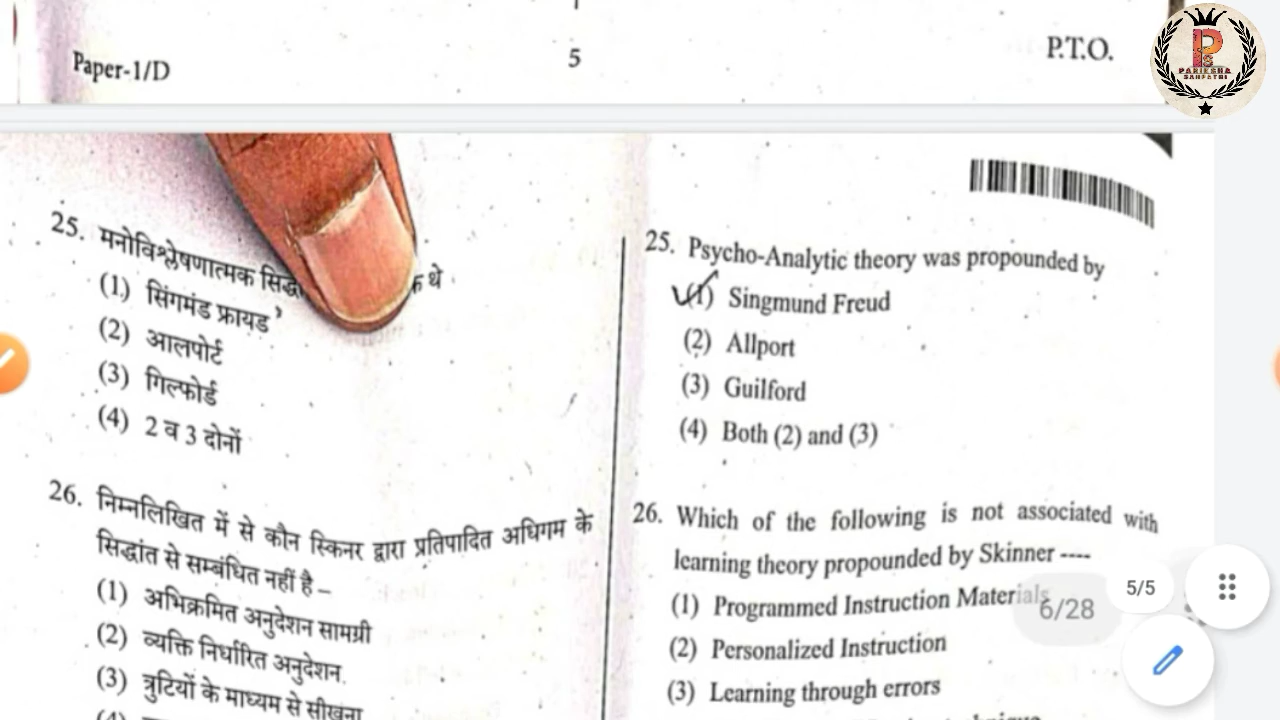 Paper-1/D
5
P.T.O.
PARIKSHA
SAMPATTI
25. मनोविश्लेषणात्मक थे
(1) सिंगमंड फ्रायड
(2) आलपोर्ट
(3) गिल्फोर्ड
(4) 2 व 3 दोनों
26. निम्नलिखित में से कौन स्किनर द्वारा प्रतिपादित अधिगम के
सिद्धांत से सम्बंधित नहीं है –
(1) अभिक्रमित अनुदेशन सामग्री
(2) व्यक्ति निर्धारित अनुदेशन
(3) त्रुटियों के माध्यम से सीखना
25. Psycho-Analytic theory was propounded by
(1) Singmund Freud
(2) Allport
(3) Guilford
(4) Both (2) and (3)
26. Which of the following is not associated with
learning theory propounded by Skinner ----
(1) Programmed Instruction Materials
(2) Personalized Instruction
(3) Learning through errors
5/5
6/28